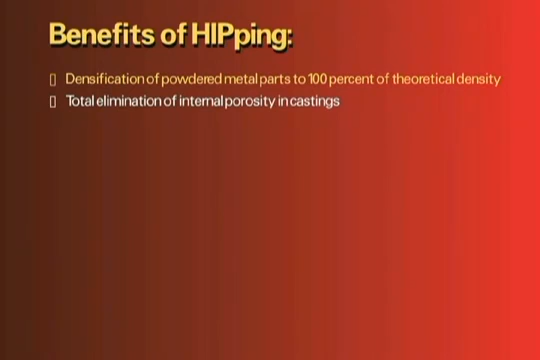 Benefits of HIPping:
▯ Densification of powdered metal parts to 100 percent of theoretical density
▯ Total elimination of internal porosity in castings